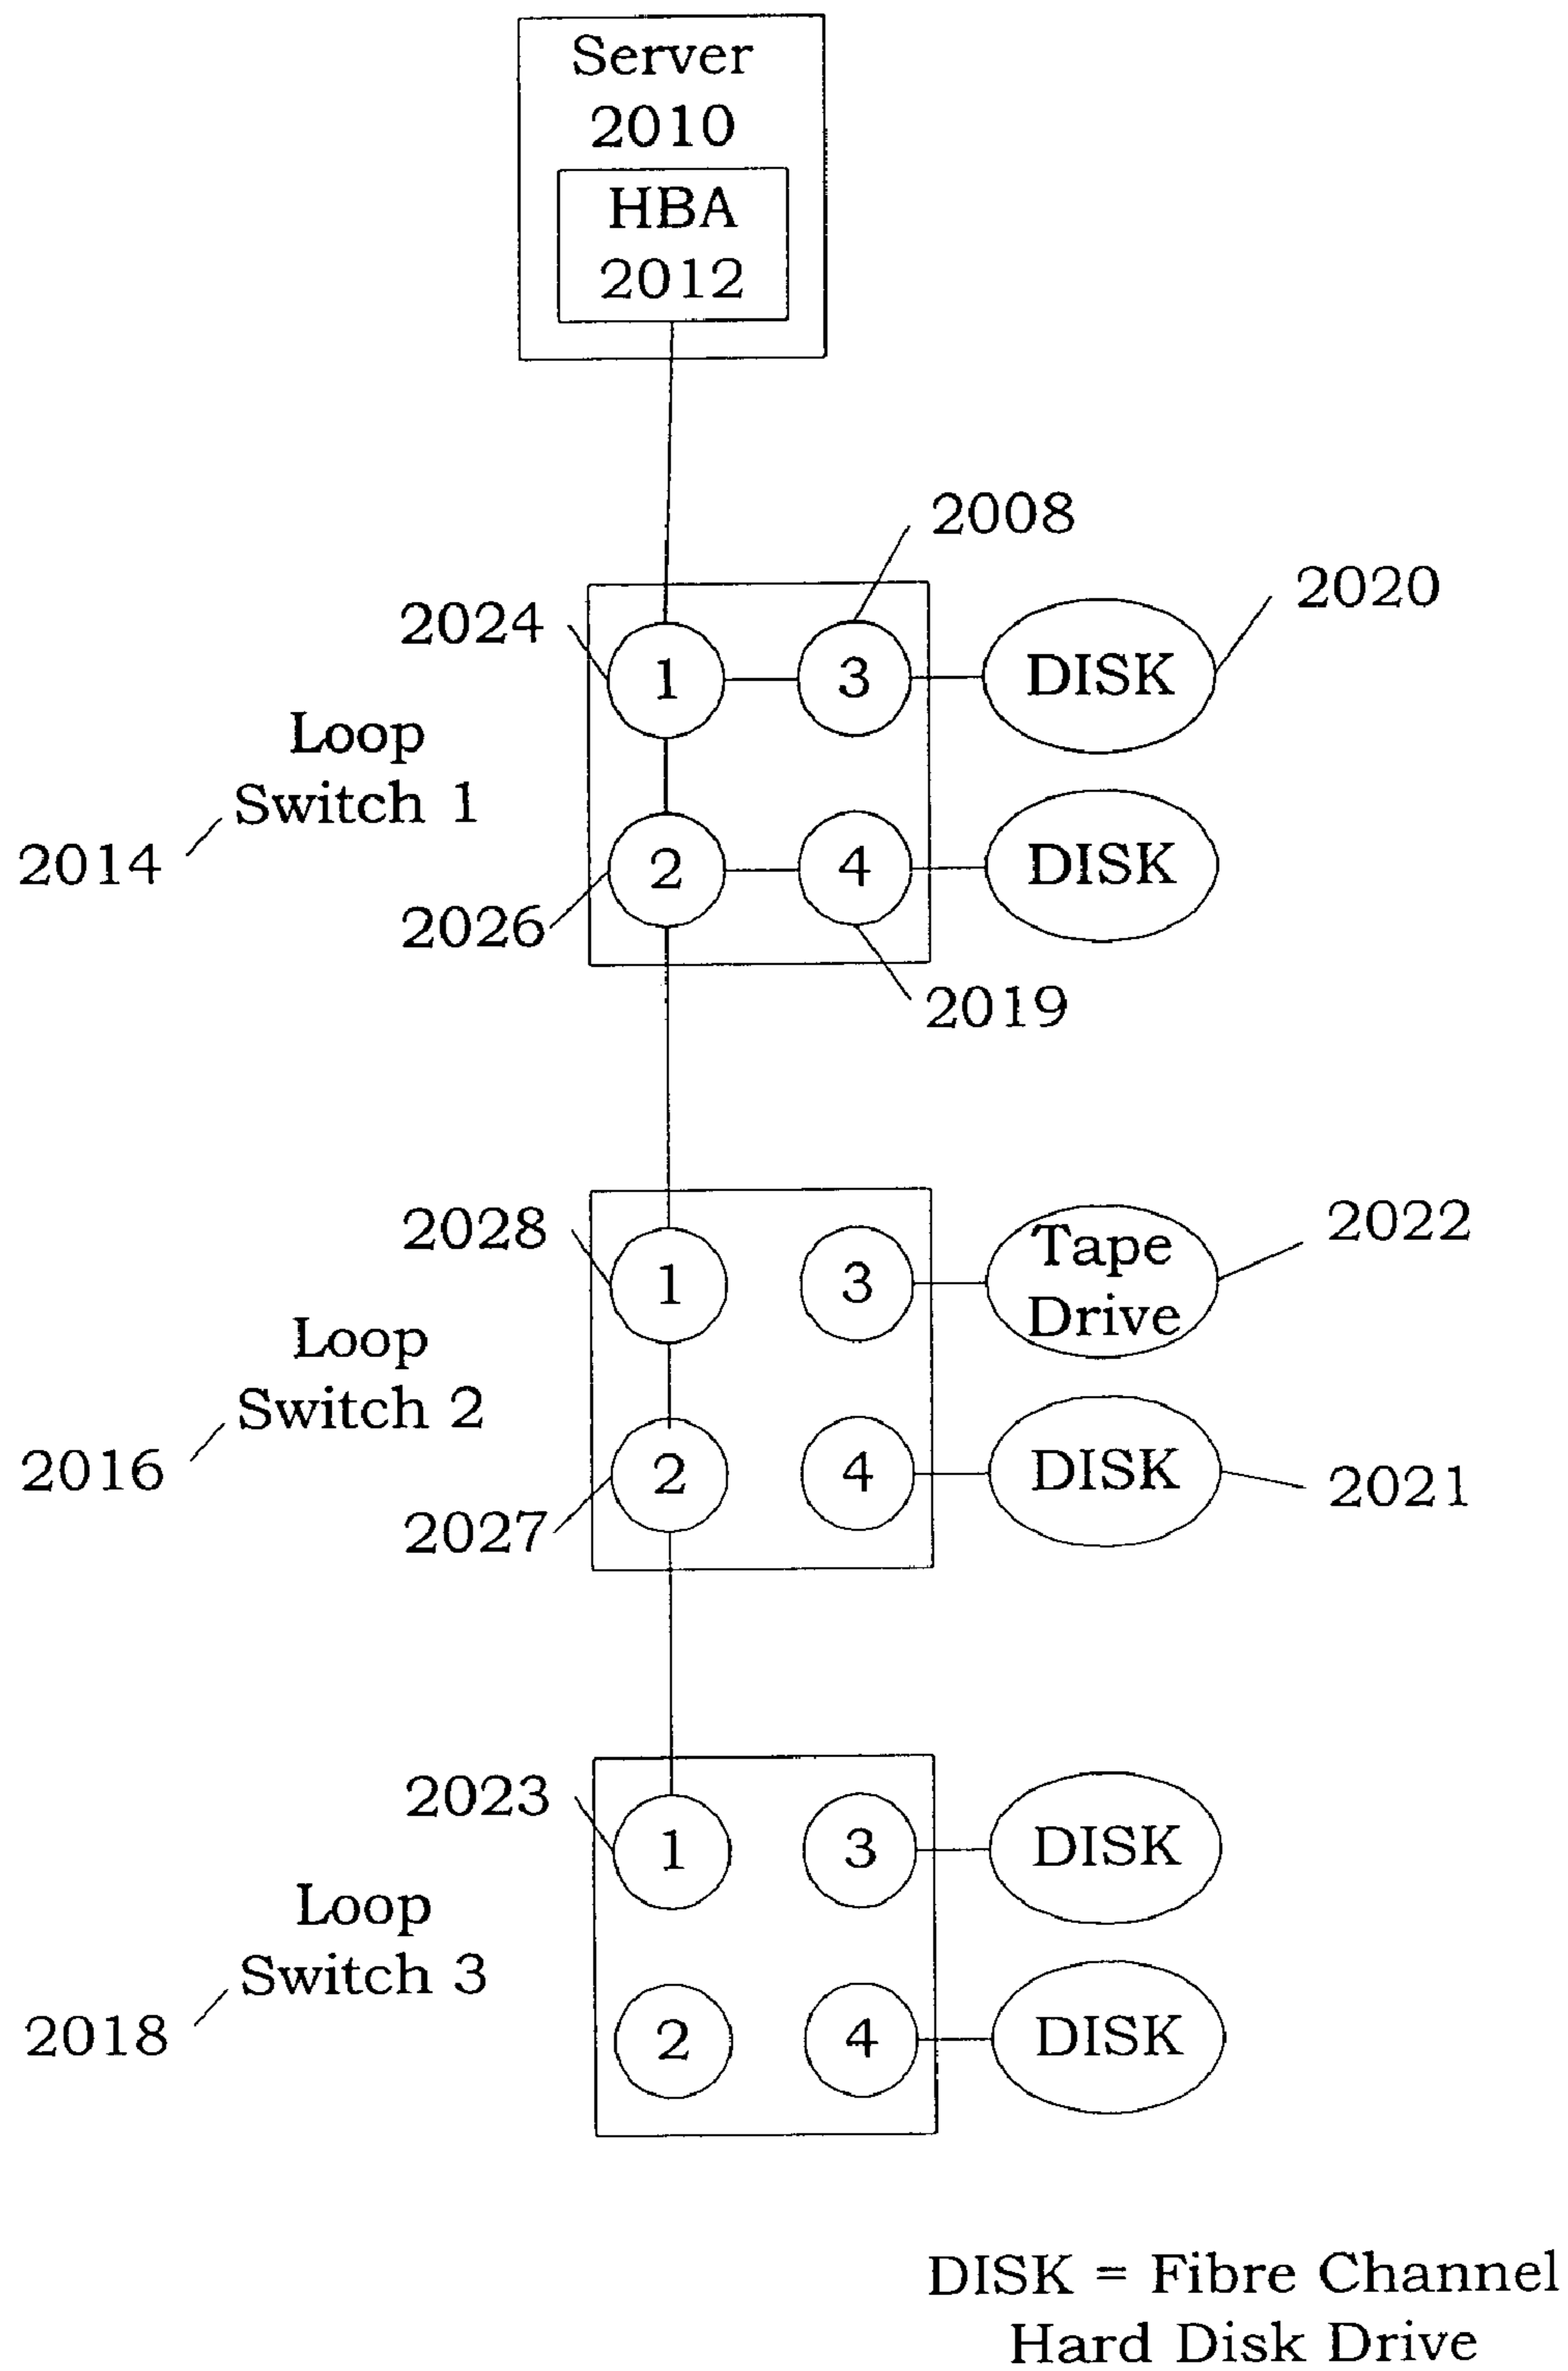 Server
2010
HBA
2012
2008
2020
2024
1
3
DISK
Loop
Switch 1
2014
2
4
DISK
2026
2019
2028
1
3
Tape
Drive
2022
Loop
Switch 2
2016
2
4
DISK
2021
2027
2023
1
3
DISK
Loop
Switch 3
2018
2
4
DISK
DISK = Fibre Channel
Hard Disk Drive